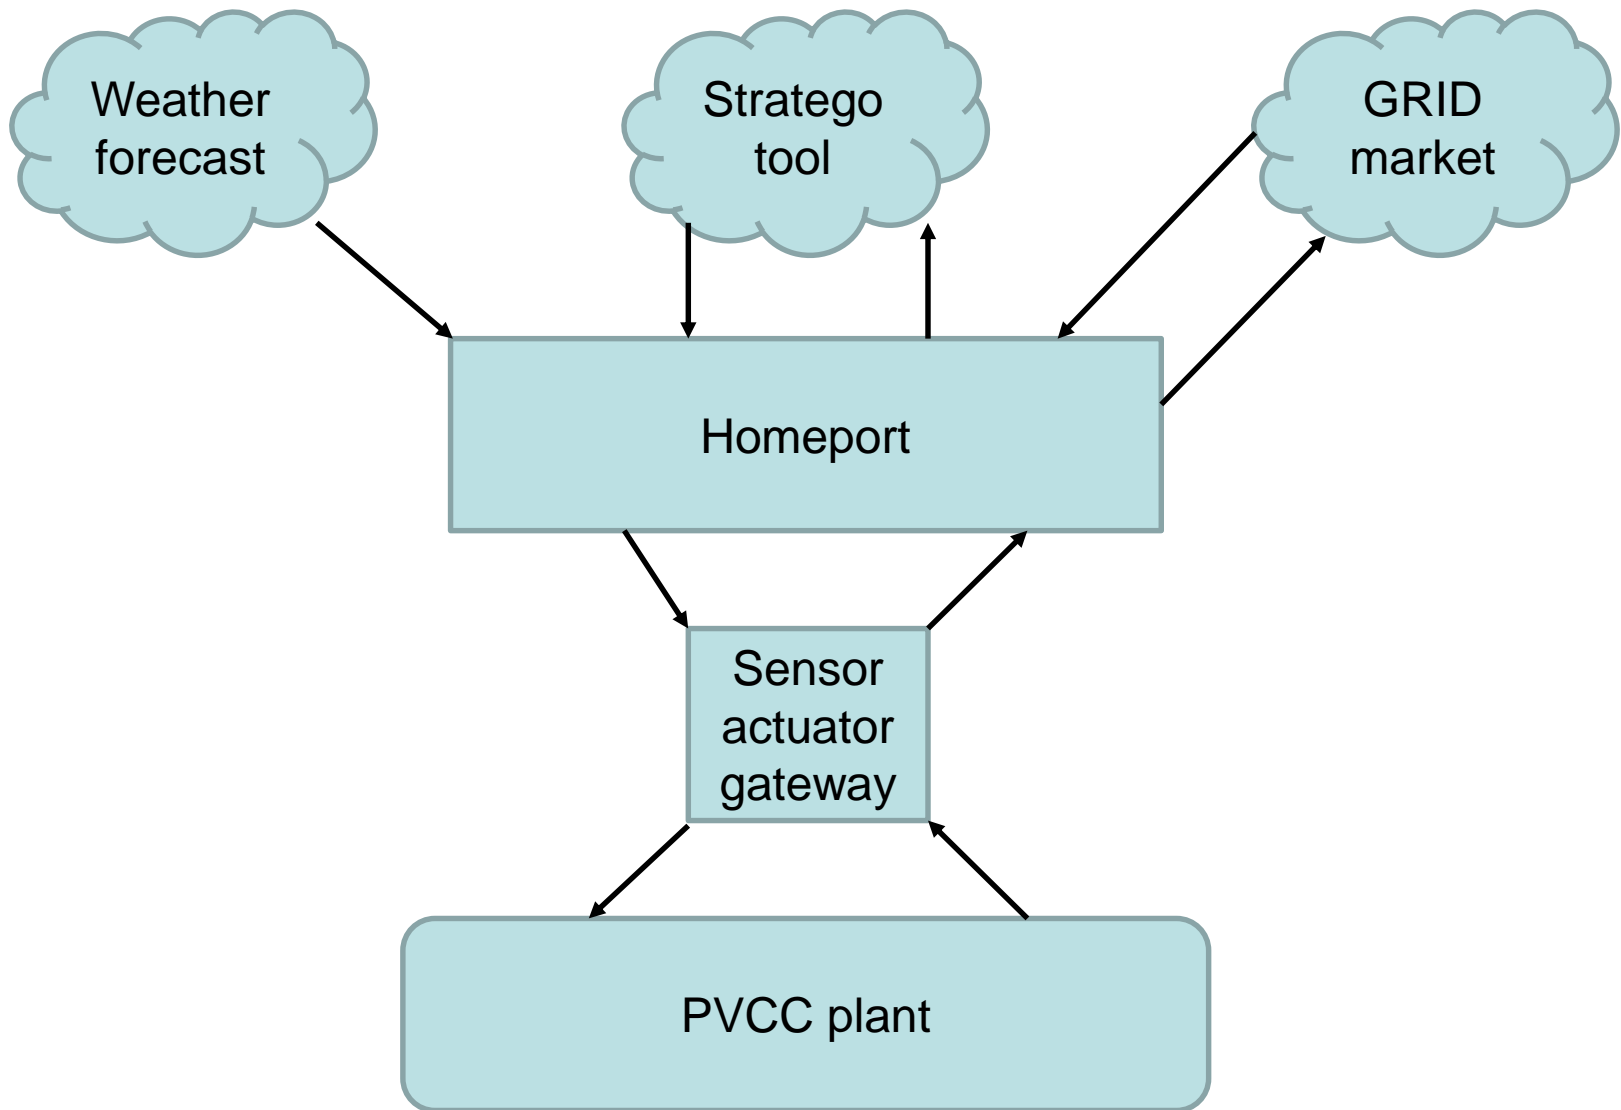 Weather
forecast
Stratego
tool
GRID
market
Homeport
Sensor
actuator
gateway
PVCC plant